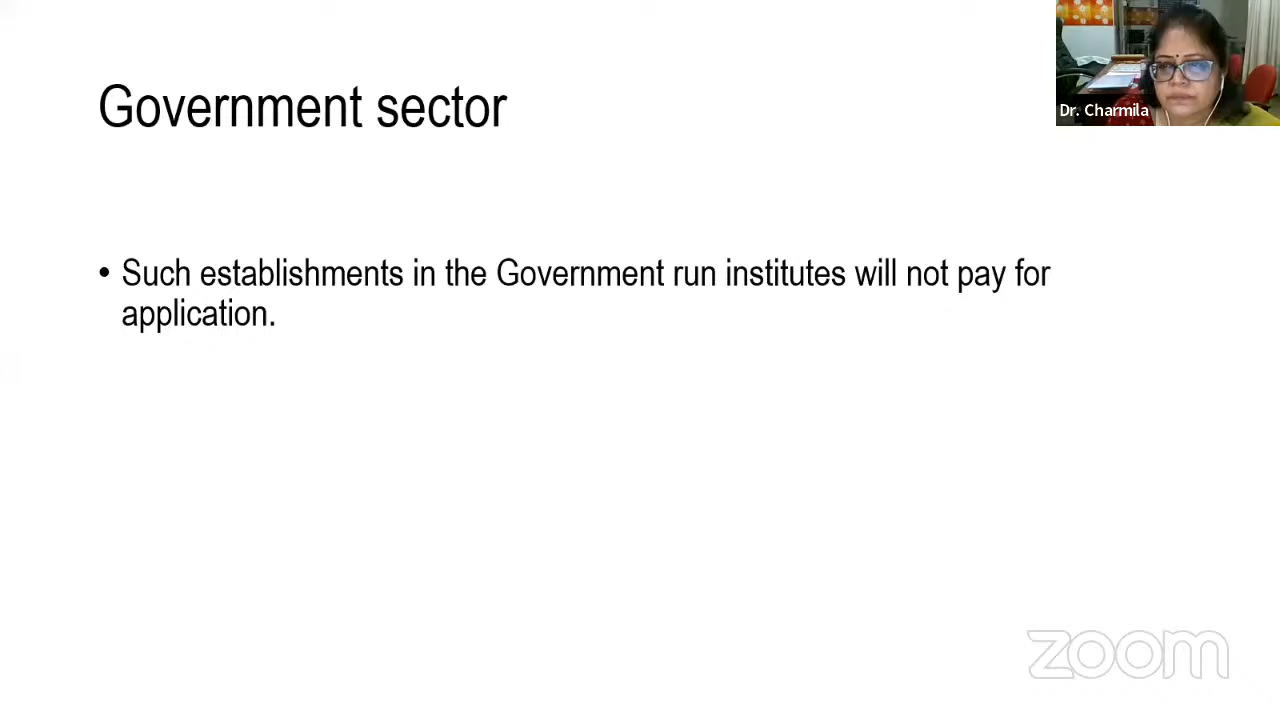 Government sector
Dr. Charmila
• Such establishments in the Government run institutes will not pay for
application.
zoom